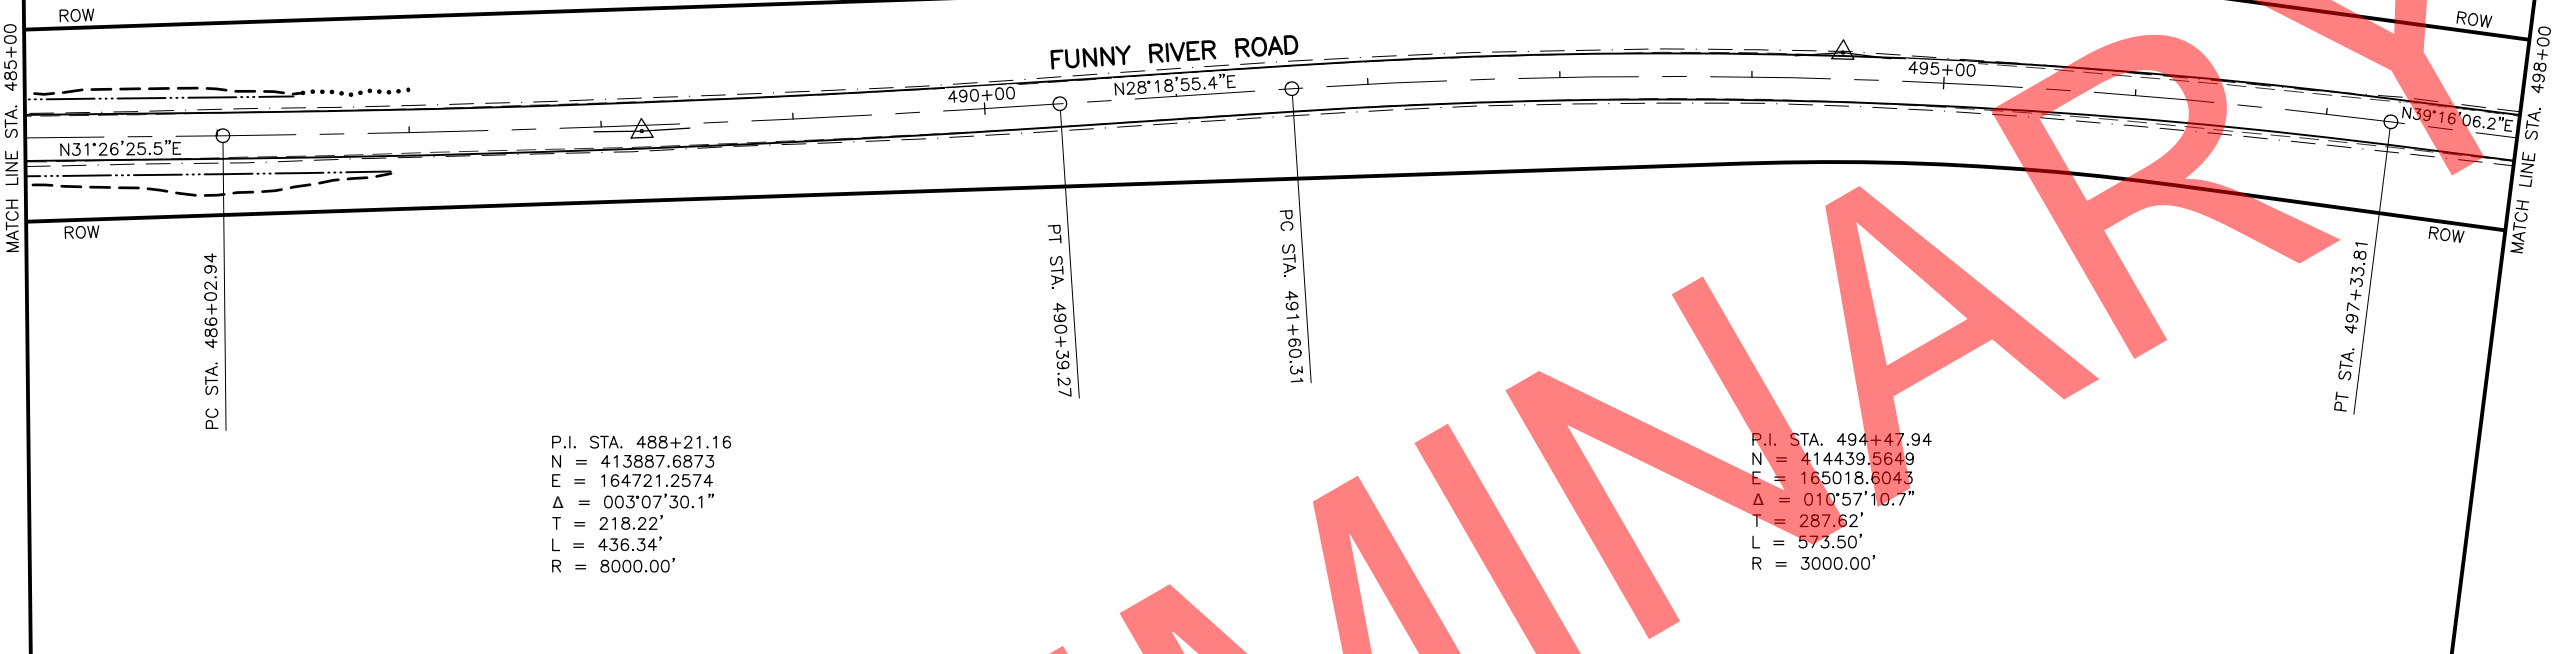 ROW
ROW
MATCH LINE STA. 485+00
FUNNY RIVER ROAD
490+00
N28°18'55.4"E
495+00
N31°26'25.5"E
N39°16'06.2"E
MATCH LINE STA. 498+00
ROW
ROW
PC STA. 486+02.94
PT STA. 490+39.27
PC STA. 491+60.31
PT STA. 497+33.81
P.I. STA. 488+21.16
N = 413887.6873
E = 164721.2574
Δ = 003°07'30.1"
T = 218.22'
L = 436.34'
R = 8000.00'
P.I. STA. 494+47.94
N = 414439.5649
E = 165018.6043
Δ = 010°57'10.7"
T = 287.62'
L = 573.50'
R = 3000.00'
MINARY